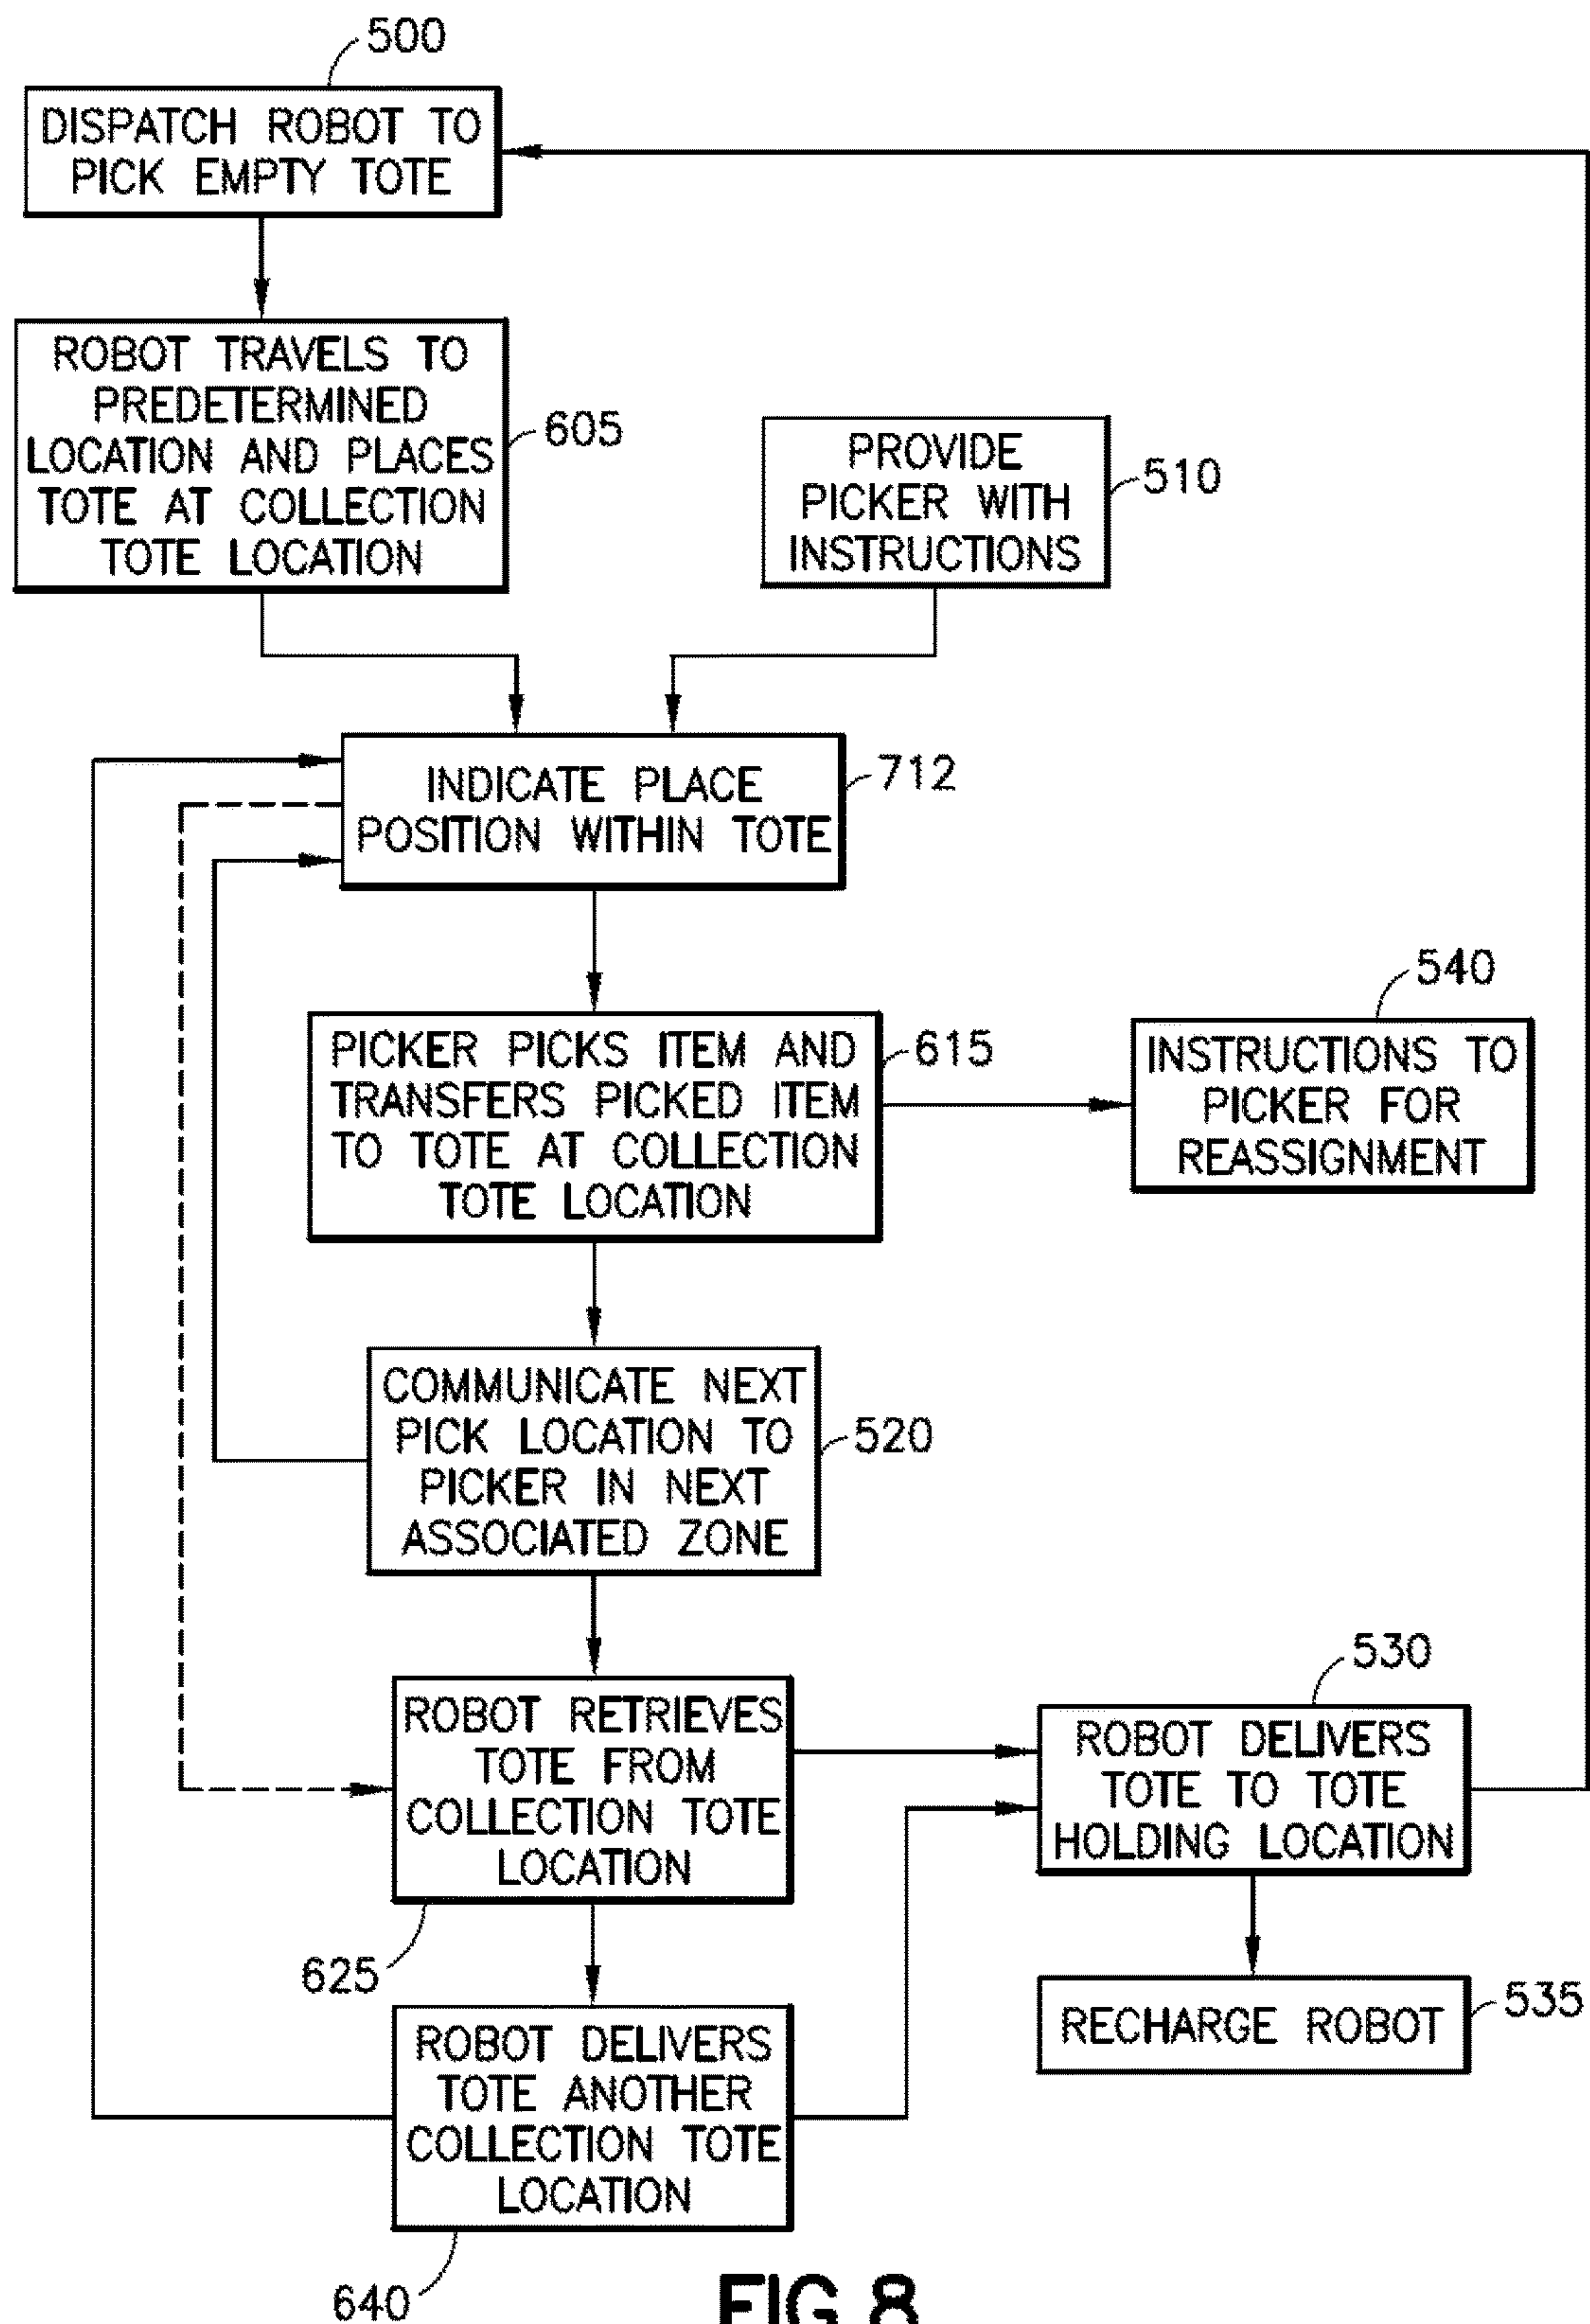 500
DISPATCH ROBOT TO
PICK EMPTY TOTE
ROBOT TRAVELS TO
PREDETERMINED
LOCATION AND PLACES
TOTE AT COLLECTION
TOTE LOCATION
605
PROVIDE
PICKER WITH
INSTRUCTIONS
510
INDICATE PLACE
POSITION WITHIN TOTE
712
PICKER PICKS ITEM AND
TRANSFERS PICKED ITEM
TO TOTE AT COLLECTION
TOTE LOCATION
615
540
INSTRUCTIONS TO
PICKER FOR
REASSIGNMENT
COMMUNICATE NEXT
PICK LOCATION TO
PICKER IN NEXT
ASSOCIATED ZONE
520
ROBOT RETRIEVES
TOTE FROM
COLLECTION TOTE
LOCATION
625
530
ROBOT DELIVERS
TOTE TO TOTE
HOLDING LOCATION
RECHARGE ROBOT
535
ROBOT DELIVERS
TOTE ANOTHER
COLLECTION TOTE
LOCATION
640
FIG.8